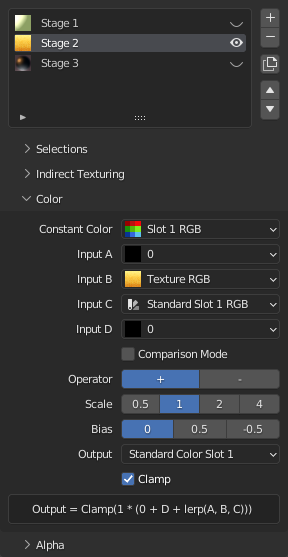 Stage 1
Stage 2
Stage 3
Selections
Indirect Texturing
Color
Constant Color Slot 1 RGB
Input A 0
Input B Texture RGB
Input C Standard Slot 1 RGB
Input D 0
Comparison Mode
Operator + -
Scale 0.5 1 2 4
Bias 0 0.5 -0.5
Output Standard Color Slot 1
Clamp
Output = Clamp(1 * (0 + D + lerp(A, B, C)))
Alpha